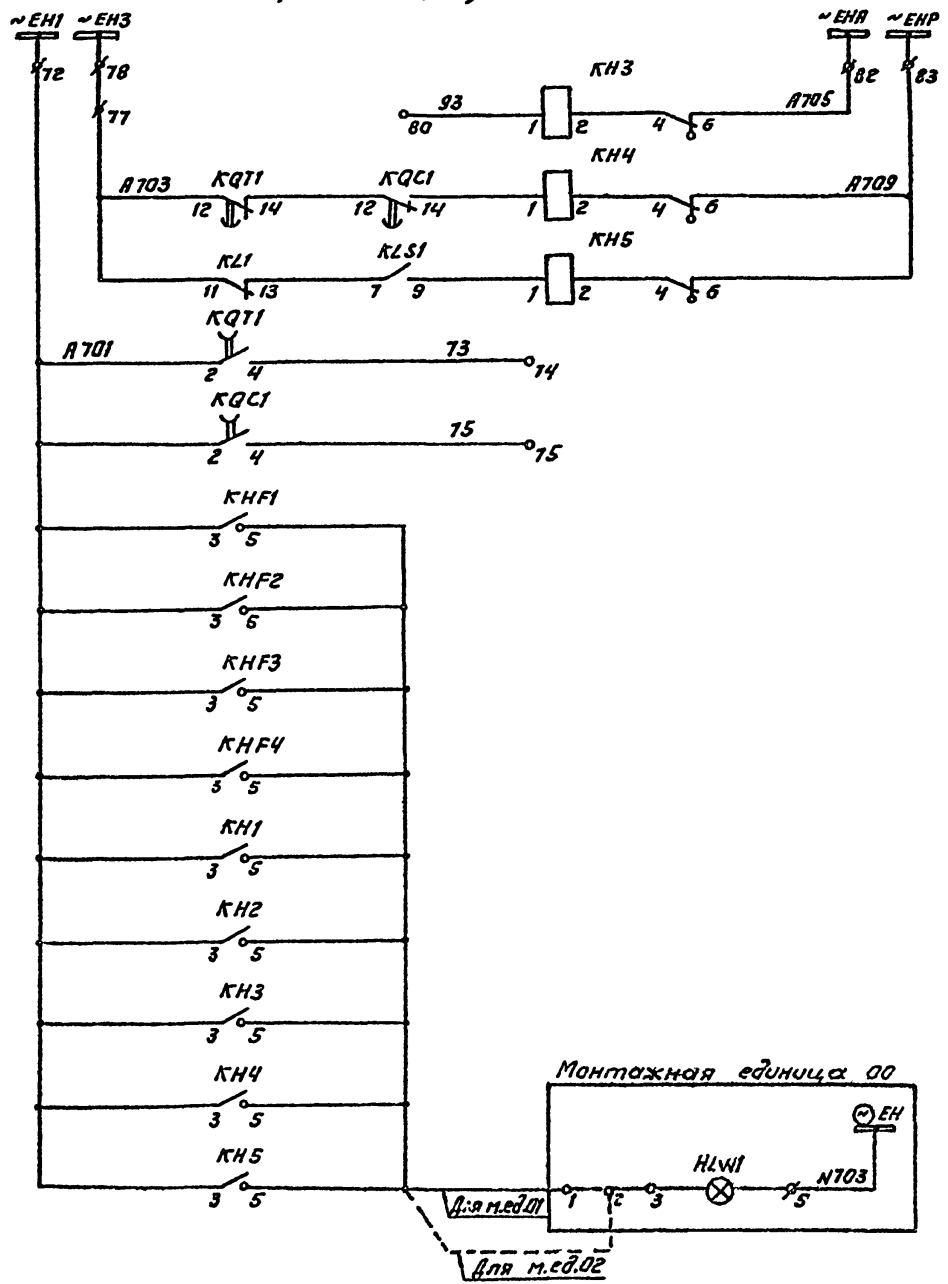 ~EH1 ~EH3 ~EHA ~EHP
72 78 82 83
77
KH3
93 A705
80 1 2 4 6
KH4
A703 KQT1 KQC1 A709
12 14 12 14 1 2 4 6
KH5
KL1 KLS1
11 13 7 9 1 2 4 6
KQT1
A701 73
2 4 74
KQC1
75
2 4 75
KHF1
3 5
KHF2
3 5
KHF3
3 5
KHF4
3 5
KH1
3 5
KH2
3 5
KH3
3 5
KH4
3 5
KH5
3 5
Монтажная единица 00
~ EH
HLW1 N703
1 2 3 5
Для м.ед.01
Для м.ед.02